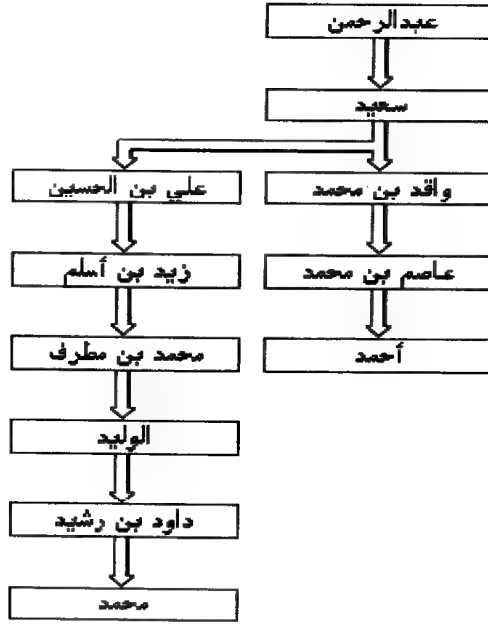 عبدالرحمن
سعيد
واقد بن محمد
علي بن الحسين
عاصم بن محمد
زيد بن أسلم
أحمد
محمد بن مطرف
الوليد
داود بن رشيد
محمد